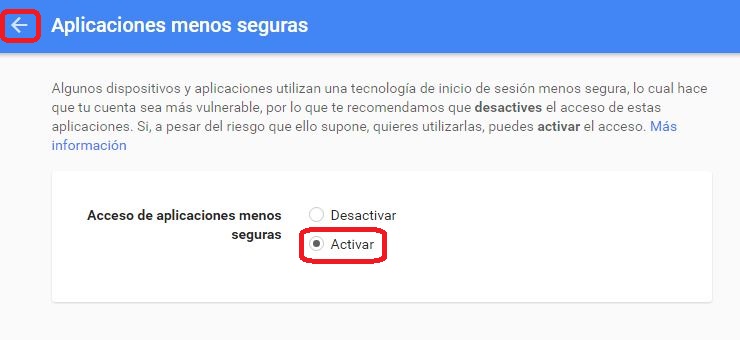 Aplicaciones menos seguras
Algunos dispositivos y aplicaciones utilizan una tecnología de inicio de sesión menos segura, lo cual hace
que tu cuenta sea más vulnerable, por lo que te recomendamos que desactives el acceso de estas
aplicaciones. Si, a pesar del riesgo que ello supone, quieres utilizarlas, puedes activar el acceso. Más
información
Acceso de aplicaciones menos
seguras
Desactivar
Activar